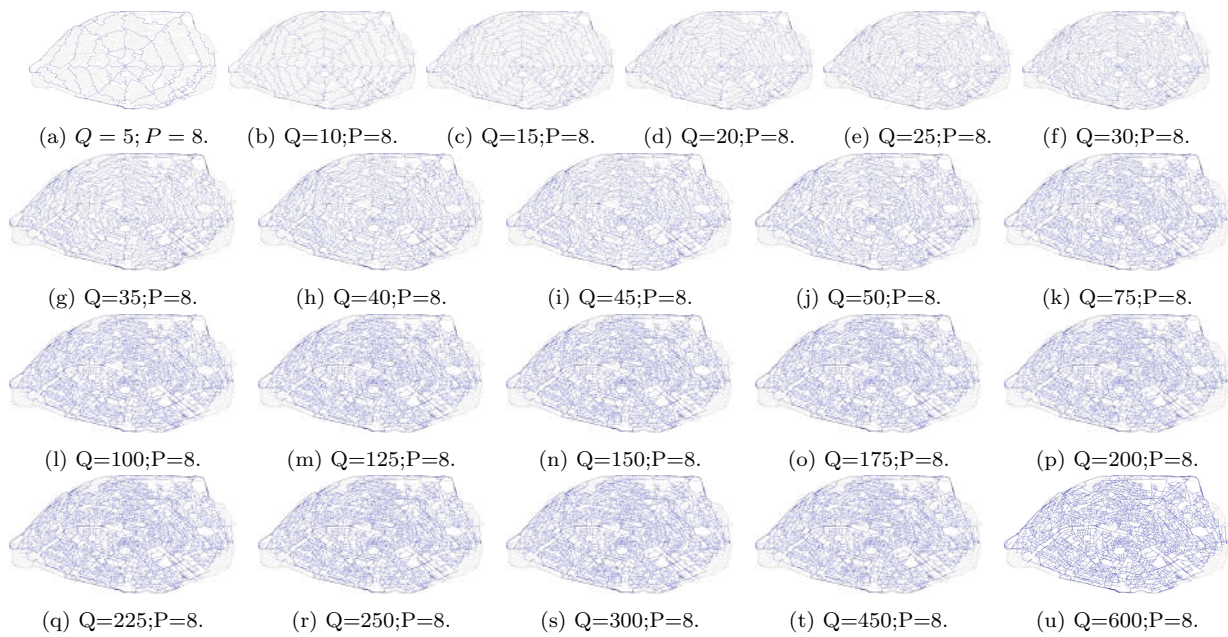 (a) Q = 5; P = 8. (b) Q=10;P=8. (c) Q=15;P=8. (d) Q=20;P=8. (e) Q=25;P=8. (f) Q=30;P=8.
(g) Q=35;P=8. (h) Q=40;P=8. (i) Q=45;P=8. (j) Q=50;P=8. (k) Q=75;P=8.
(l) Q=100;P=8. (m) Q=125;P=8. (n) Q=150;P=8. (o) Q=175;P=8. (p) Q=200;P=8.
(q) Q=225;P=8. (r) Q=250;P=8. (s) Q=300;P=8. (t) Q=450;P=8. (u) Q=600;P=8.